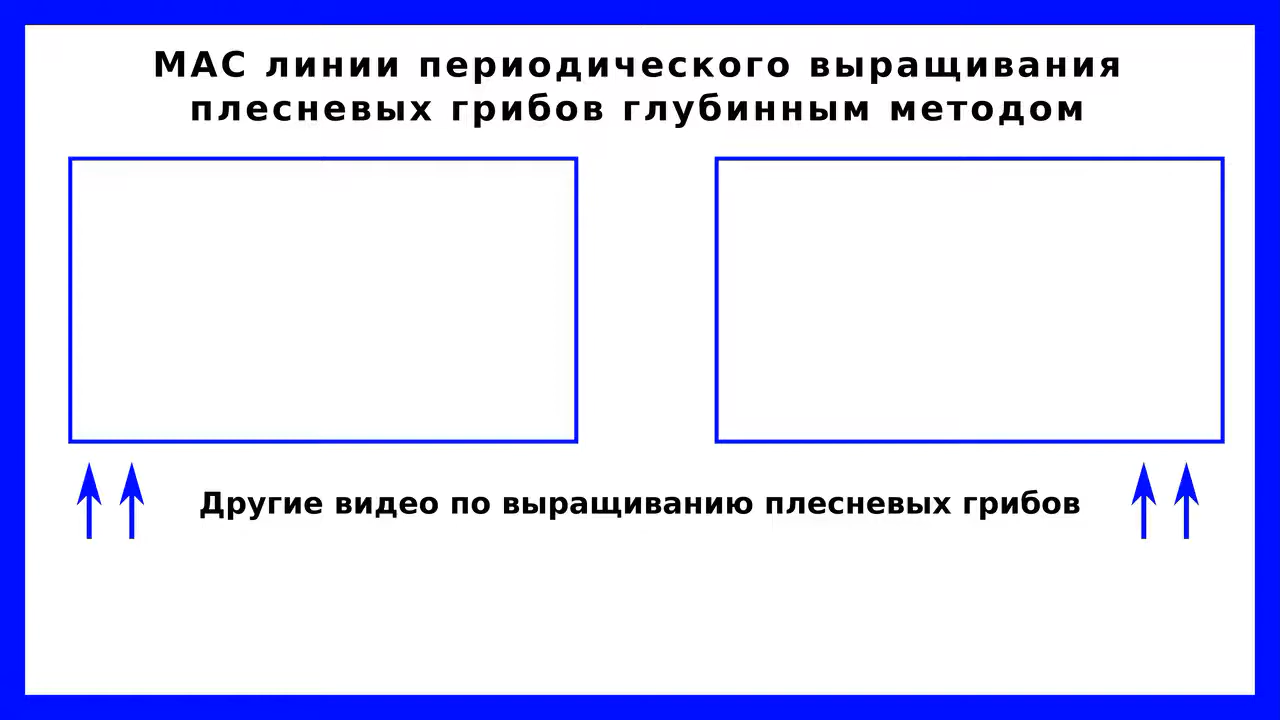 МАС линии периодического выращивания
плесневых грибов глубинным методом
Другие видео по выращиванию плесневых грибов